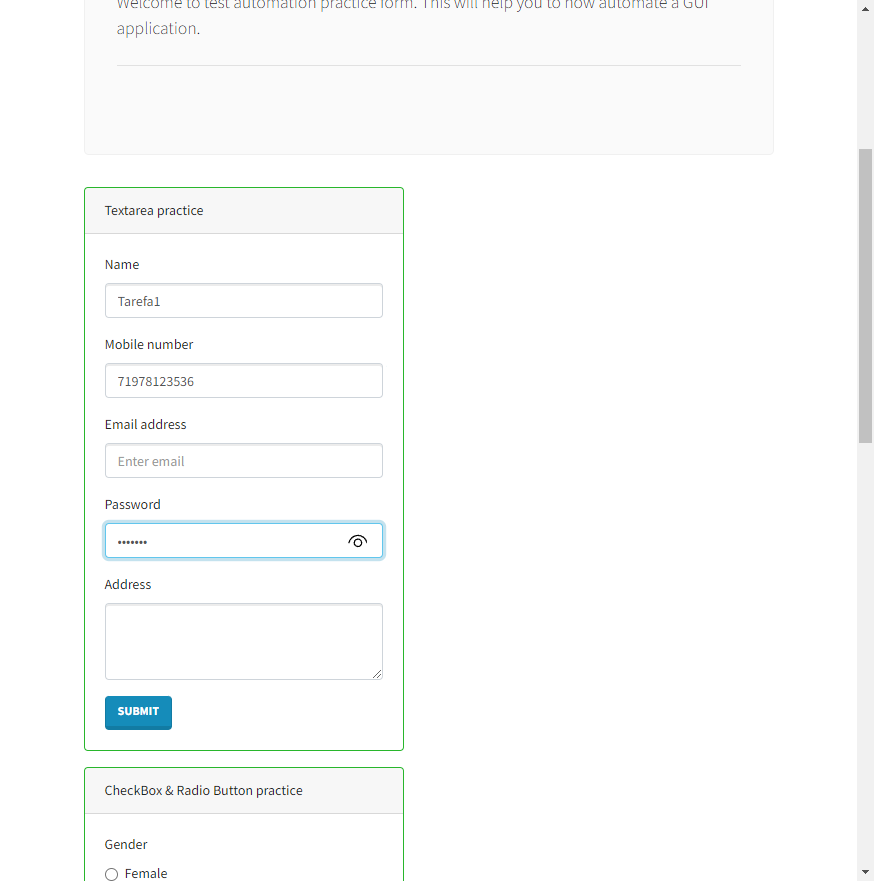 Welcome to test automation practice form. This will help you to how automate a GUI
application.
Textarea practice
Name
Tarefa1
Mobile number
71978123536
Email address
Enter email
Password
•••••••
Address
SUBMIT
CheckBox & Radio Button practice
Gender
Female